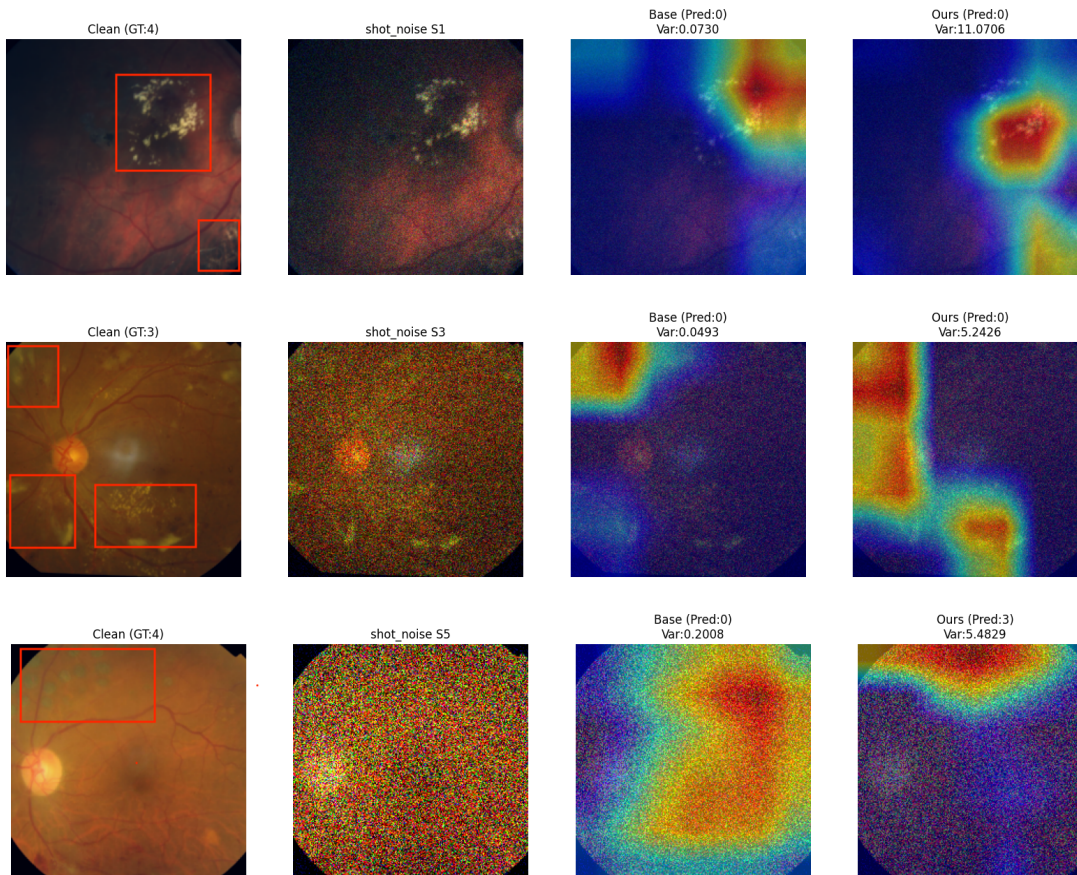 Clean (GT:4)
shot_noise S1
Base (Pred:0)
Var:0.0730
Ours (Pred:0)
Var:11.0706
Clean (GT:3)
shot_noise S3
Base (Pred:0)
Var:0.0493
Ours (Pred:0)
Var:5.2426
Clean (GT:4)
shot_noise S5
Base (Pred:0)
Var:0.2008
Ours (Pred:3)
Var:5.4829